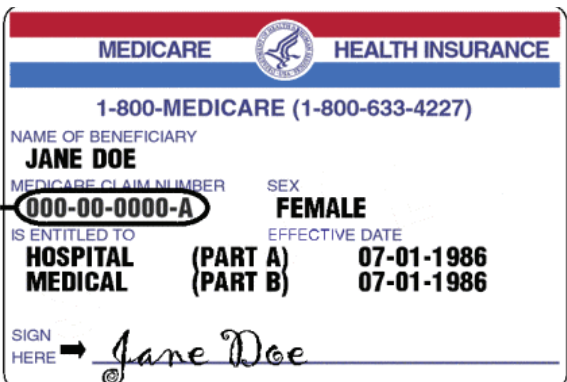 MEDICARE HEALTH INSURANCE
1-800-MEDICARE (1-800-633-4227)
NAME OF BENEFICIARY
JANE DOE
MEDICARE CLAIM NUMBER SEX
000-00-0000-A FEMALE
IS ENTITLED TO EFFECTIVE DATE
HOSPITAL (PART A) 07-01-1986
MEDICAL (PART B) 07-01-1986
SIGN
HERE Jane Doe